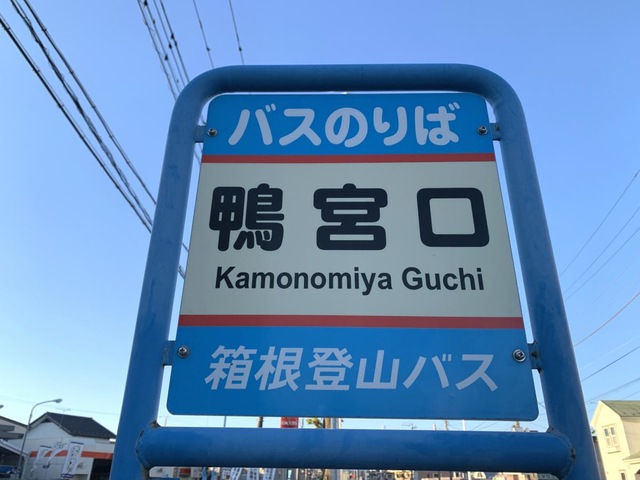 バスのりば
鴨宮口
Kamonomiya Guchi
箱根登山バス